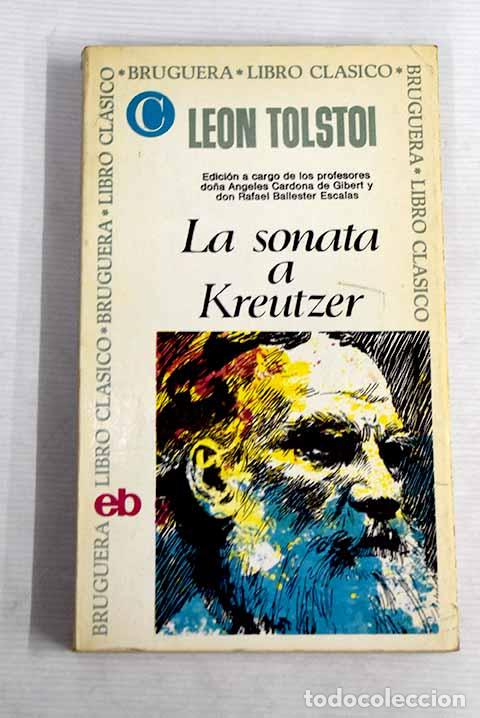 *BRUGUERA*LIBRO CLASICO*
BRUGUERA*LIBRO CLASICO
BRUGUERA*LIBRO CLASICO*BRUGUERA*LIBRO CLASICO
C
LEON TOLSTOI
Edición a cargo de los profesores
doña Angeles Cardona de Gibert y
don Rafael Ballester Escalas
La sonata
a
Kreutzer
eb
todocoleccion